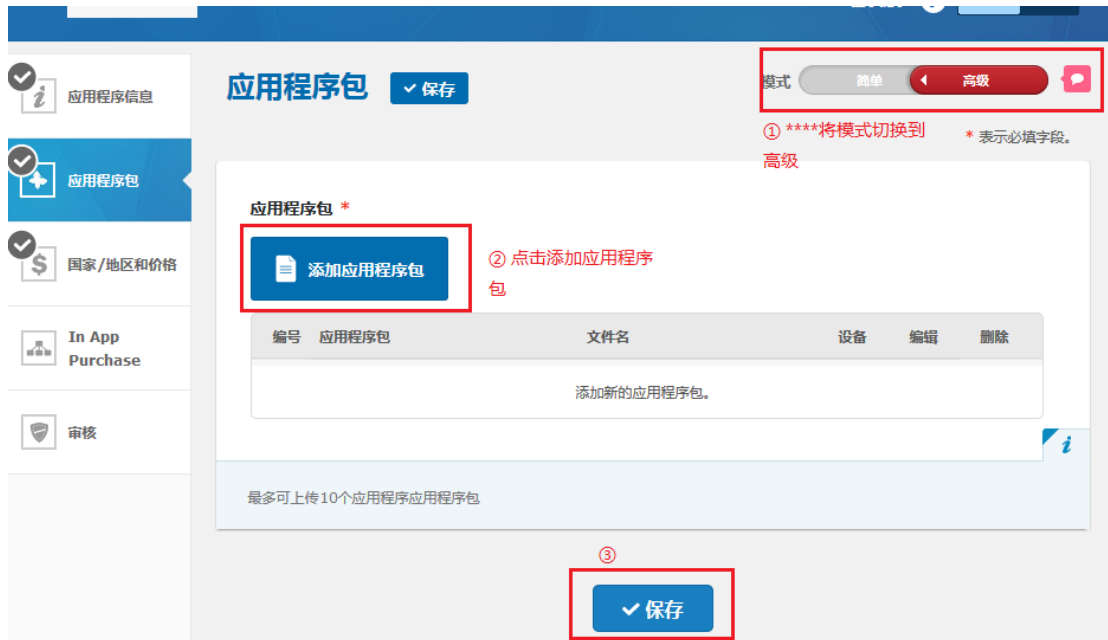 应用程序信息
应用程序包
国家/地区和价格
In App
Purchase
审核
应用程序包
保存
模式
简单
高级
① ****将模式切换到
高级
* 表示必填字段。
应用程序包 *
添加应用程序包
② 点击添加应用程序
包
编号 应用程序包 文件名 设备 编辑 删除
添加新的应用程序包。
最多可上传10个应用程序应用程序包
③
保存